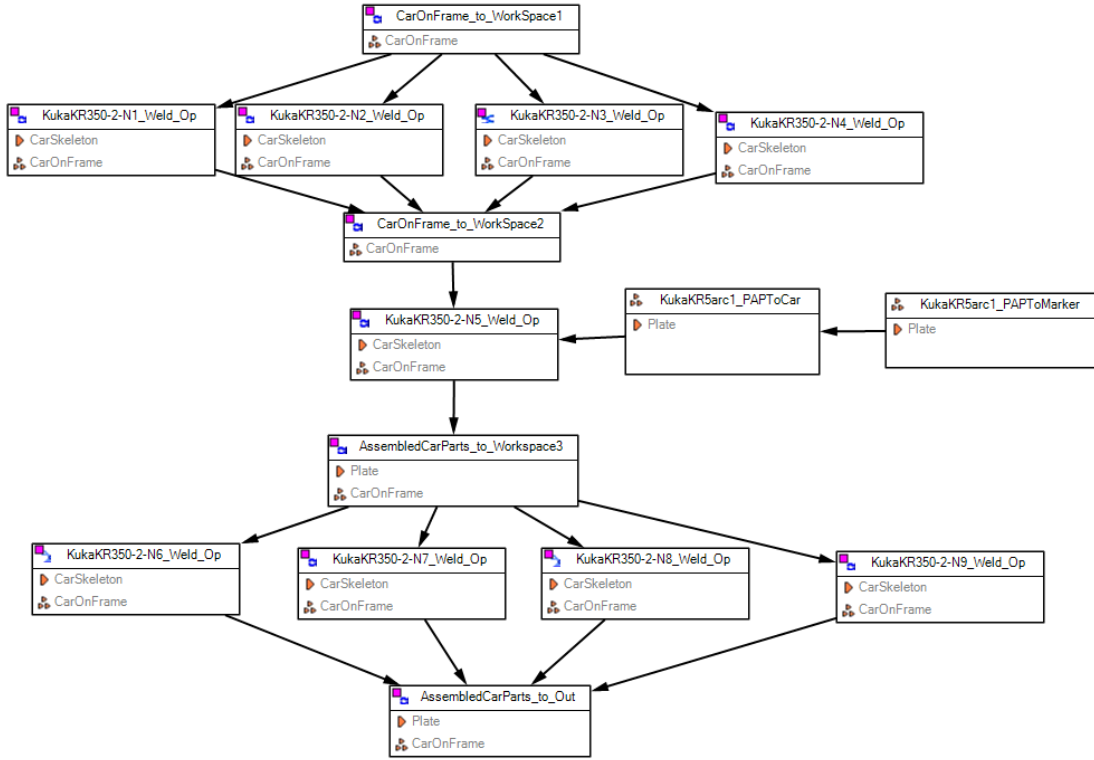 CarOnFrame_to_WorkSpace1
CarOnFrame
KukaKR350-2-N1_Weld_Op
CarSkeleton
CarOnFrame
KukaKR350-2-N2_Weld_Op
CarSkeleton
CarOnFrame
KukaKR350-2-N3_Weld_Op
CarSkeleton
CarOnFrame
KukaKR350-2-N4_Weld_Op
CarSkeleton
CarOnFrame
CarOnFrame_to_WorkSpace2
CarOnFrame
KukaKR350-2-N5_Weld_Op
CarSkeleton
CarOnFrame
KukaKR5arc1_PAPToCar
Plate
KukaKR5arc1_PAPToMarker
Plate
AssembledCarParts_to_Workspace3
Plate
CarOnFrame
KukaKR350-2-N6_Weld_Op
CarSkeleton
CarOnFrame
KukaKR350-2-N7_Weld_Op
CarSkeleton
CarOnFrame
KukaKR350-2-N8_Weld_Op
CarSkeleton
CarOnFrame
KukaKR350-2-N9_Weld_Op
CarSkeleton
CarOnFrame
AssembledCarParts_to_Out
Plate
CarOnFrame